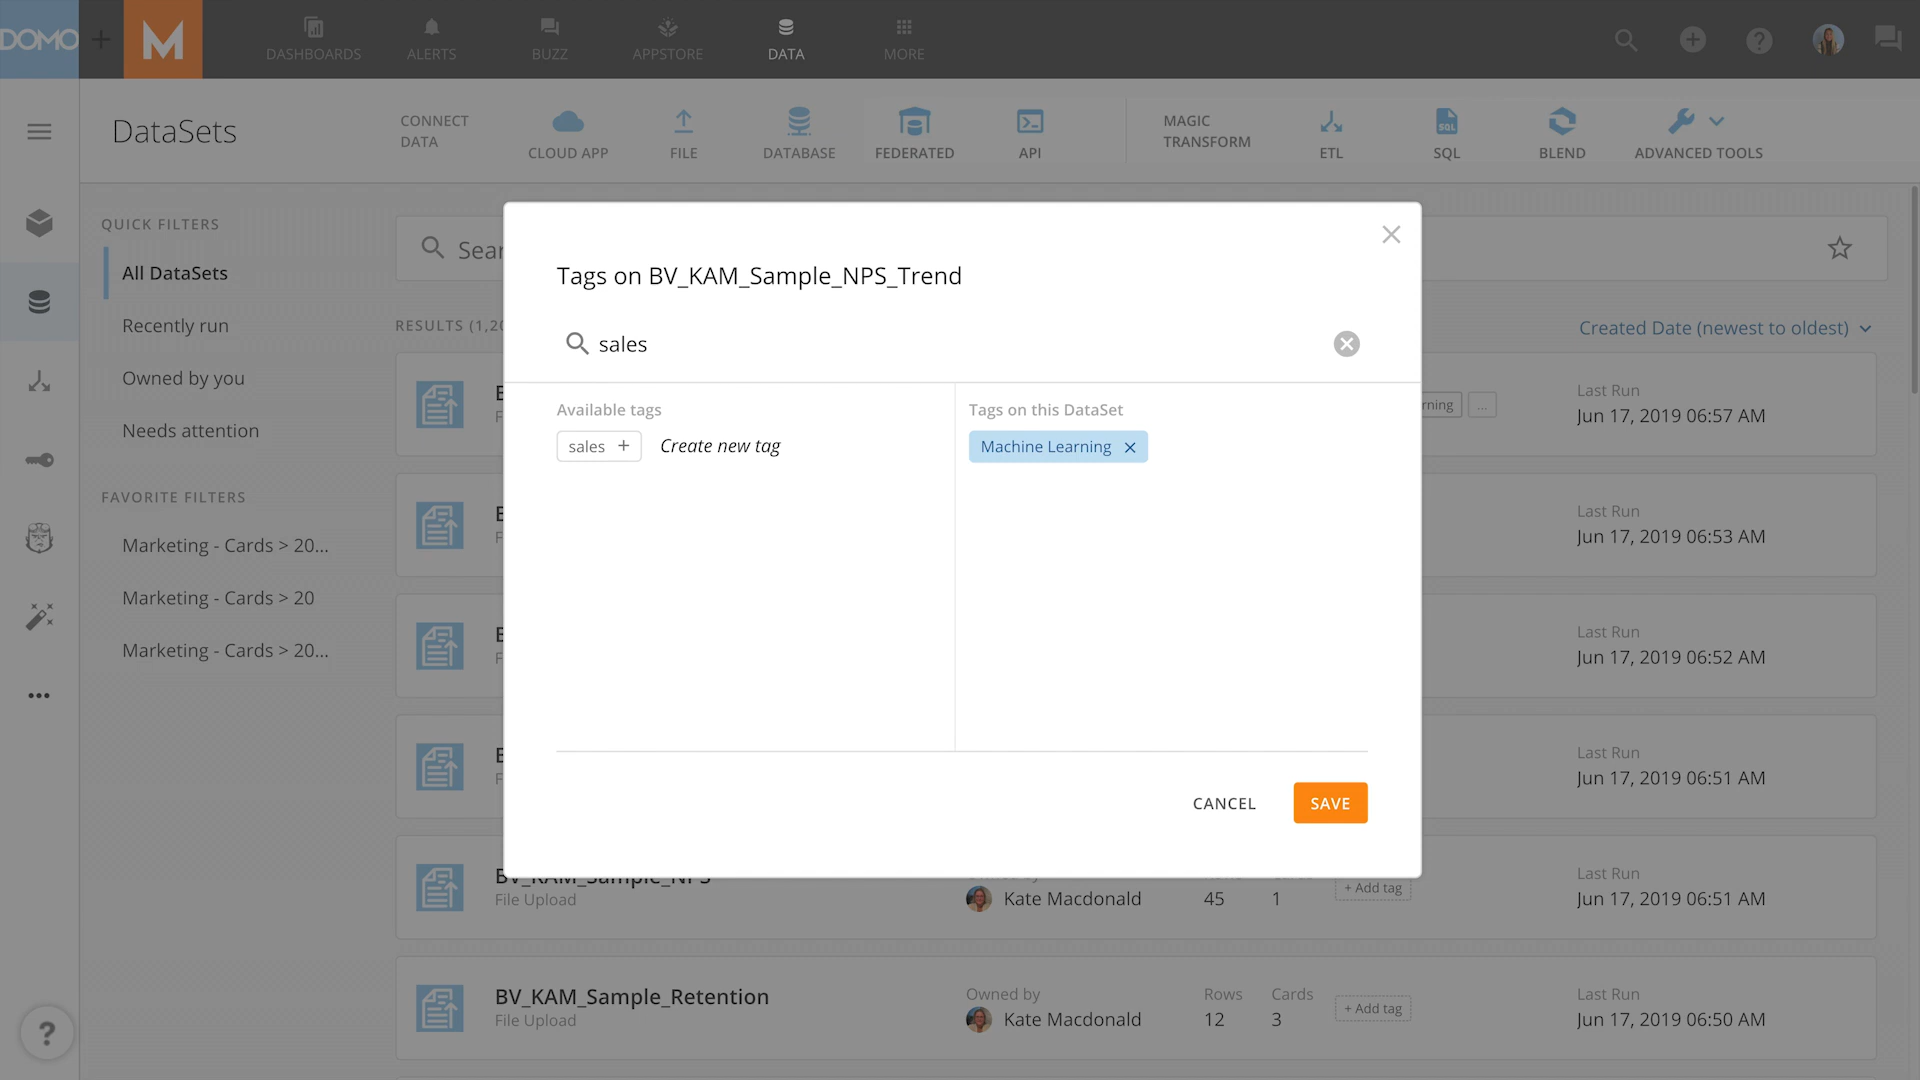 DOMO
M
DASHBOARDS
ALERTS
BUZZ
APPSTORE
DATA
MORE
DataSets
CONNECT
DATA
CLOUD APP
FILE
DATABASE
FEDERATED
API
MAGIC
TRANSFORM
ETL
SQL
SQL
BLEND
ADVANCED TOOLS
QUICK FILTERS
All DataSets
Recently run
Owned by you
Needs attention
FAVORITE FILTERS
Marketing - Cards > 20...
Marketing - Cards > 20
Marketing - Cards > 20...
RESULTS (1,20
Created Date (newest to oldest)
Tags on BV_KAM_Sample_NPS_Trend
sales
Available tags
sales +
Create new tag
Tags on this DataSet
Machine Learning
CANCEL
SAVE
...
Last Run
Jun 17, 2019 06:57 AM
Last Run
Jun 17, 2019 06:53 AM
Last Run
Jun 17, 2019 06:52 AM
Last Run
Jun 17, 2019 06:51 AM
BV_KAM_Sample_NPS
File Upload
Kate Macdonald
45
1
+ Add tag
Last Run
Jun 17, 2019 06:51 AM
BV_KAM_Sample_Retention
File Upload
Owned by
Kate Macdonald
Rows
12
Cards
3
+ Add tag
Last Run
Jun 17, 2019 06:50 AM
?